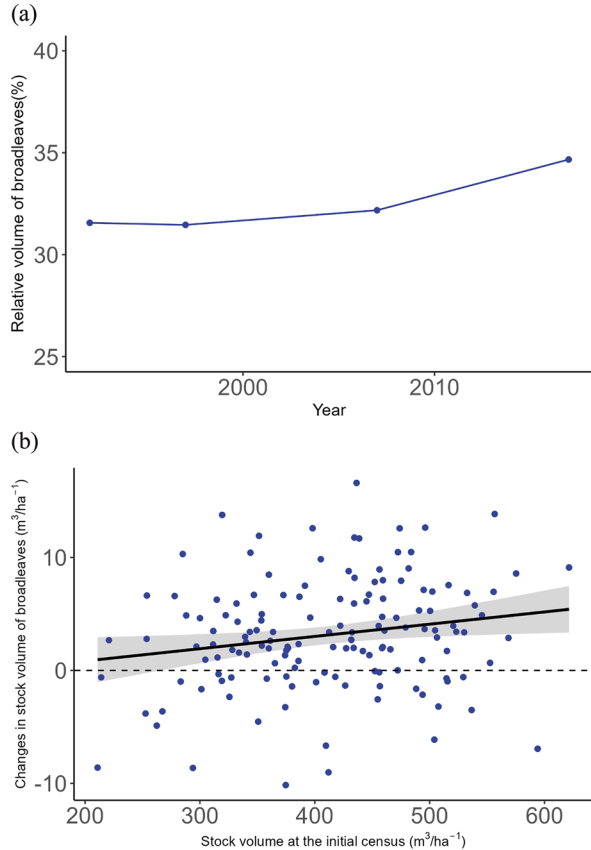 (a)
Relative volume of broadleaves(%)
40
35
30
25
2000 2010
Year
(b)
Changes in stock volume of broadleaves (m³/ha⁻¹)
10
0
-10
200 300 400 500 600
Stock volume at the initial census (m³/ha⁻¹)